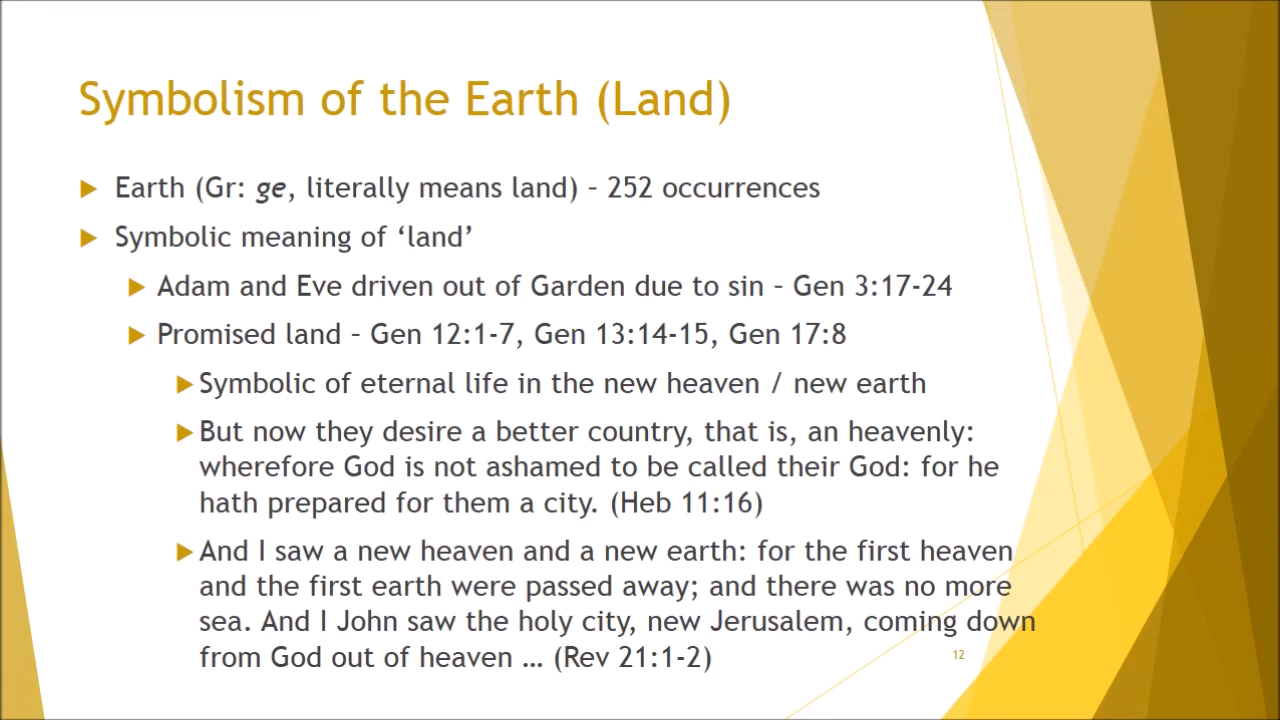 Symbolism of the Earth (Land)
Earth (Gr: ge, literally means land) – 252 occurrences
Symbolic meaning of ‘land’
Adam and Eve driven out of Garden due to sin – Gen 3:17-24
Promised land – Gen 12:1-7, Gen 13:14-15, Gen 17:8
Symbolic of eternal life in the new heaven / new earth
But now they desire a better country, that is, an heavenly:
wherefore God is not ashamed to be called their God: for he
hath prepared for them a city. (Heb 11:16)
And I saw a new heaven and a new earth: for the first heaven
and the first earth were passed away; and there was no more
sea. And I John saw the holy city, new Jerusalem, coming down
from God out of heaven … (Rev 21:1-2)
12